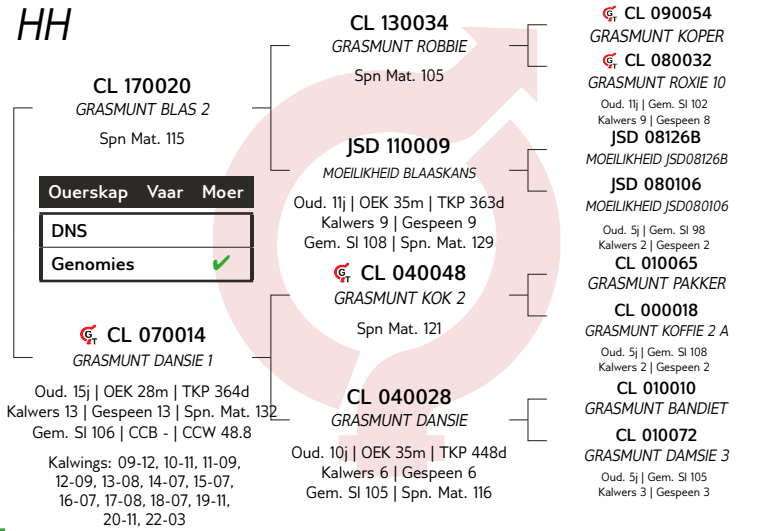 HH
CL 170020
GRASMUNT BLAS 2
Spn Mat. 115
Ouerskap Vaar Moer
DNS
Genomies ✔
GT CL 070014
GRASMUNT DANSIE 1
Oud. 15j | OEK 28m | TKP 364d
Kalwers 13 | Gespeen 13 | Spn. Mat. 132
Gem. SI 106 | CCB - | CCW 48.8
Kalwings: 09-12, 10-11, 11-09,
12-09, 13-08, 14-07, 15-07,
16-07, 17-08, 18-07, 19-11,
20-11, 22-03
CL 130034
GRASMUNT ROBBIE
Spn Mat. 105
JSD 110009
MOEILIKHEID BLAASKANS
Oud. 11j | OEK 35m | TKP 363d
Kalwers 9 | Gespeen 9
Gem. SI 108 | Spn. Mat. 129
GT CL 040048
GRASMUNT KOK 2
Spn Mat. 121
CL 040028
GRASMUNT DANSIE
Oud. 10j | OEK 35m | TKP 448d
Kalwers 6 | Gespeen 6
Gem. SI 105 | Spn. Mat. 116
GT CL 090054
GRASMUNT KOPER
GT CL 080032
GRASMUNT ROXIE 10
Oud. 11j | Gem. SI 102
Kalwers 9 | Gespeen 8
JSD 08126B
MOEILIKHEID JSD08126B
JSD 080106
MOEILIKHEID JSD080106
Oud. 5j | Gem. SI 98
Kalwers 2 | Gespeen 2
CL 010065
GRASMUNT PAKKER
CL 000018
GRASMUNT KOFFIE 2 A
Oud. 5j | Gem. SI 108
Kalwers 2 | Gespeen 2
CL 010010
GRASMUNT BANDIET
CL 010072
GRASMUNT DAMSIE 3
Oud. 5j | Gem. SI 105
Kalwers 3 | Gespeen 3